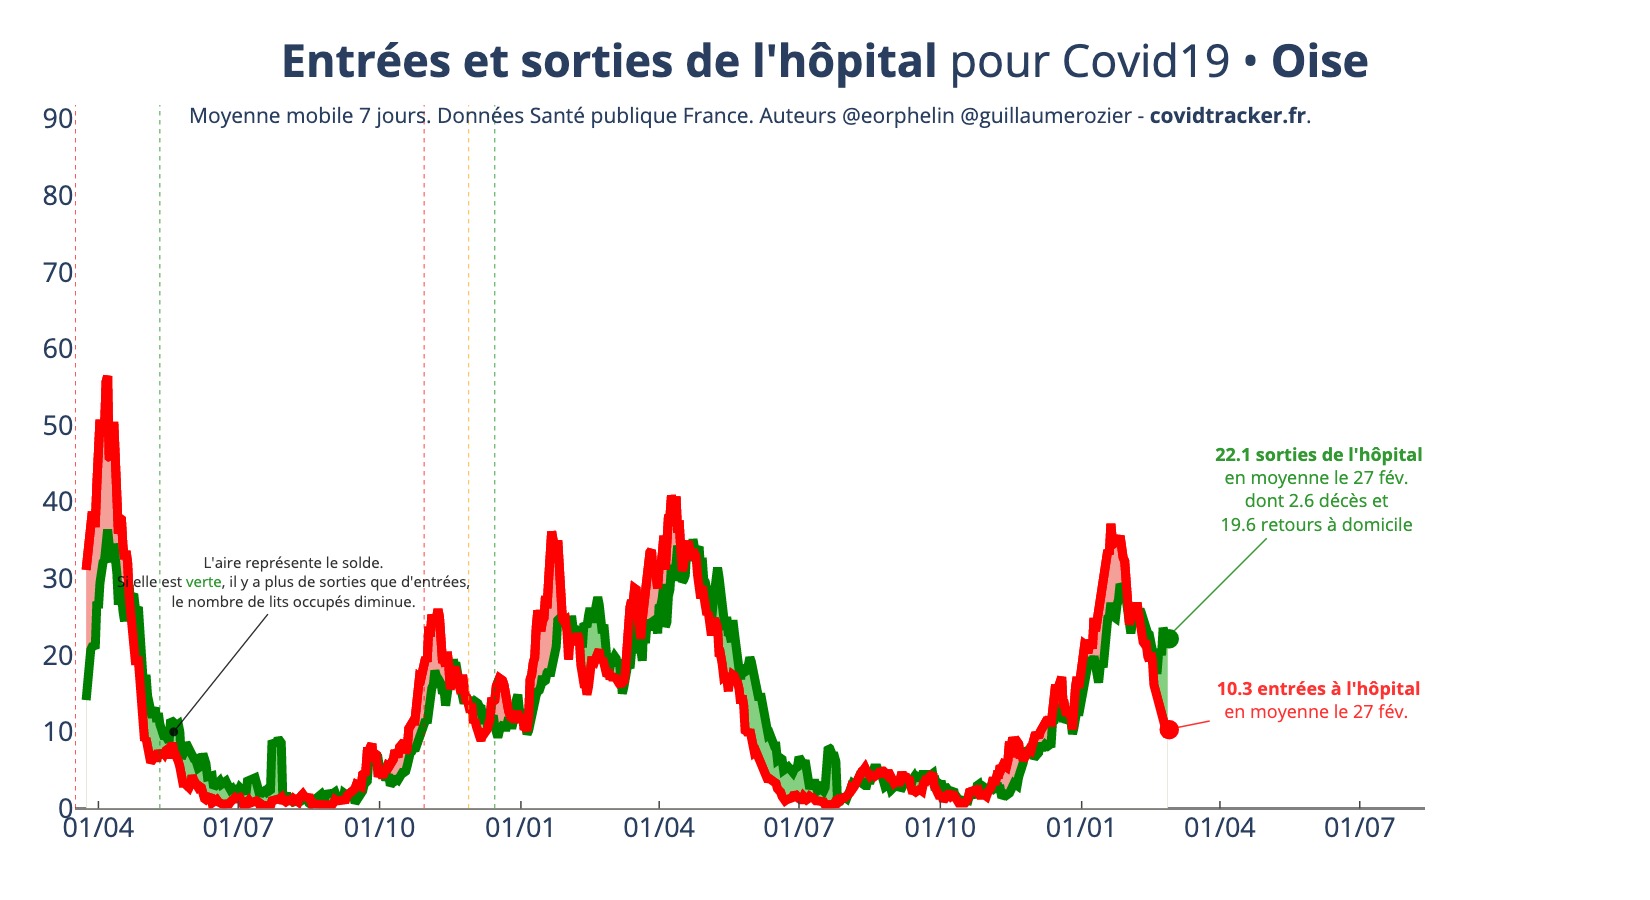 Entrées et sorties de l'hôpital pour Covid19 • Oise
Moyenne mobile 7 jours. Données Santé publique France. Auteurs @eorphelin @guillaumerozier - covidtracker.fr.
90
80
70
60
50
40
30
20
10
0
22.1 sorties de l'hôpital
en moyenne le 27 fév.
dont 2.6 décès et
19.6 retours à domicile
L'aire représente le solde.
Si elle est verte, il y a plus de sorties que d'entrées,
le nombre de lits occupés diminue.
10.3 entrées à l'hôpital
en moyenne le 27 fév.
01/04 01/07 01/10 01/01 01/04 01/07 01/10 01/01 01/04 01/07